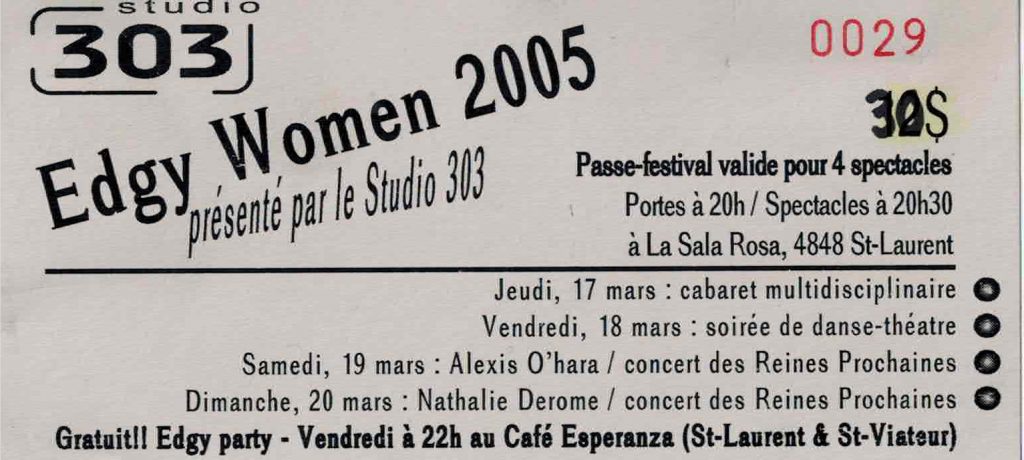 studio
303
0029
Edgy Women 2005
présenté par le Studio 303
30$
Passe-festival valide pour 4 spectacles
Portes à 20h / Spectacles à 20h30
à La Sala Rosa, 4848 St-Laurent
Jeudi, 17 mars : cabaret multidisciplinaire
Vendredi, 18 mars : soirée de danse-théatre
Samedi, 19 mars : Alexis O'hara / concert des Reines Prochaines
Dimanche, 20 mars : Nathalie Derome / concert des Reines Prochaines
Gratuit!! Edgy party - Vendredi à 22h au Café Esperanza (St-Laurent & St-Viateur)